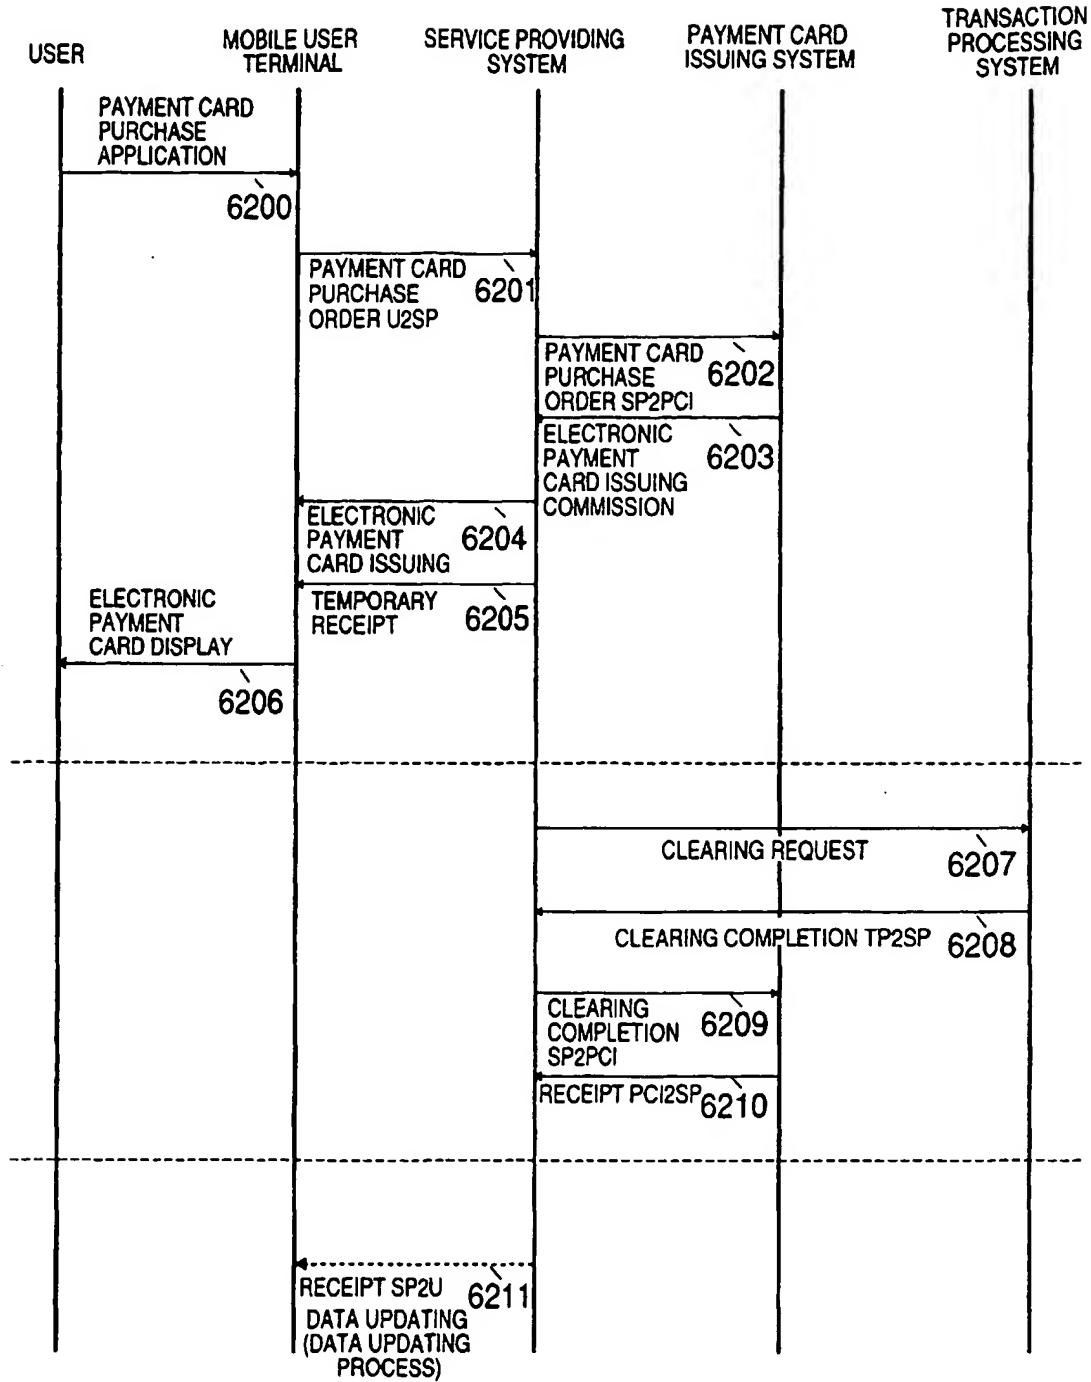 USER
MOBILE USER
TERMINAL
SERVICE PROVIDING
SYSTEM
PAYMENT CARD
ISSUING SYSTEM
TRANSACTION
PROCESSING
SYSTEM
PAYMENT CARD
PURCHASE
APPLICATION
6200
PAYMENT CARD
PURCHASE
ORDER U2SP
6201
PAYMENT CARD
PURCHASE
ORDER SP2PCI
6202
ELECTRONIC
PAYMENT
CARD ISSUING
COMMISSION
6203
ELECTRONIC
PAYMENT
CARD ISSUING
6204
TEMPORARY
RECEIPT
6205
ELECTRONIC
PAYMENT
CARD DISPLAY
6206
CLEARING REQUEST
6207
CLEARING COMPLETION TP2SP
6208
CLEARING
COMPLETION
SP2PCI
6209
RECEIPT PCI2SP
6210
RECEIPT SP2U
6211
DATA UPDATING
(DATA UPDATING
PROCESS)